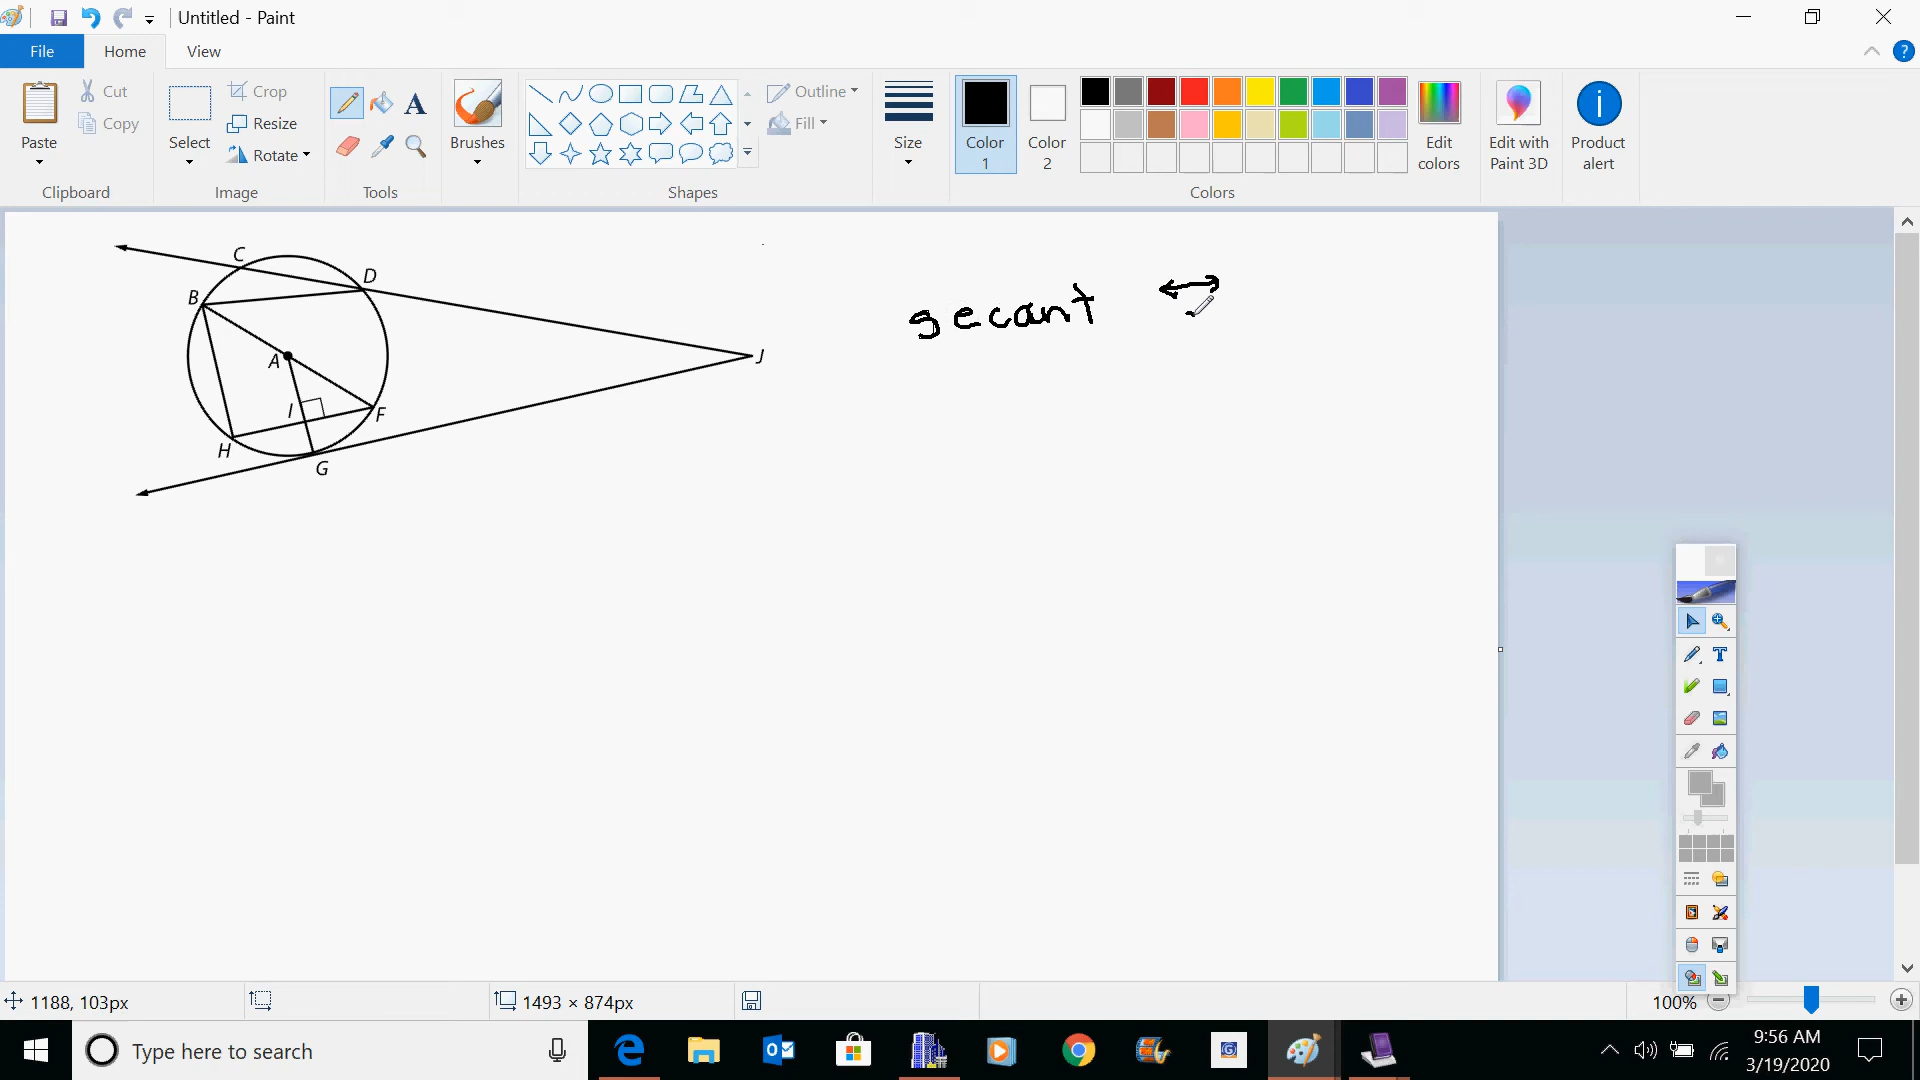 Untitled - Paint
File Home View
Paste
Cut
Copy
Clipboard
Select
Crop
Resize
Rotate
Image
Tools
Brushes
Shapes
Outline
Fill
Size
Color 1
Color 2
Colors
Edit colors
Edit with Paint 3D
Product alert
C
D
B
A
J
I
F
H
G
secant
1188, 103px
1493 × 874px
100%
Type here to search
9:56 AM
3/19/2020